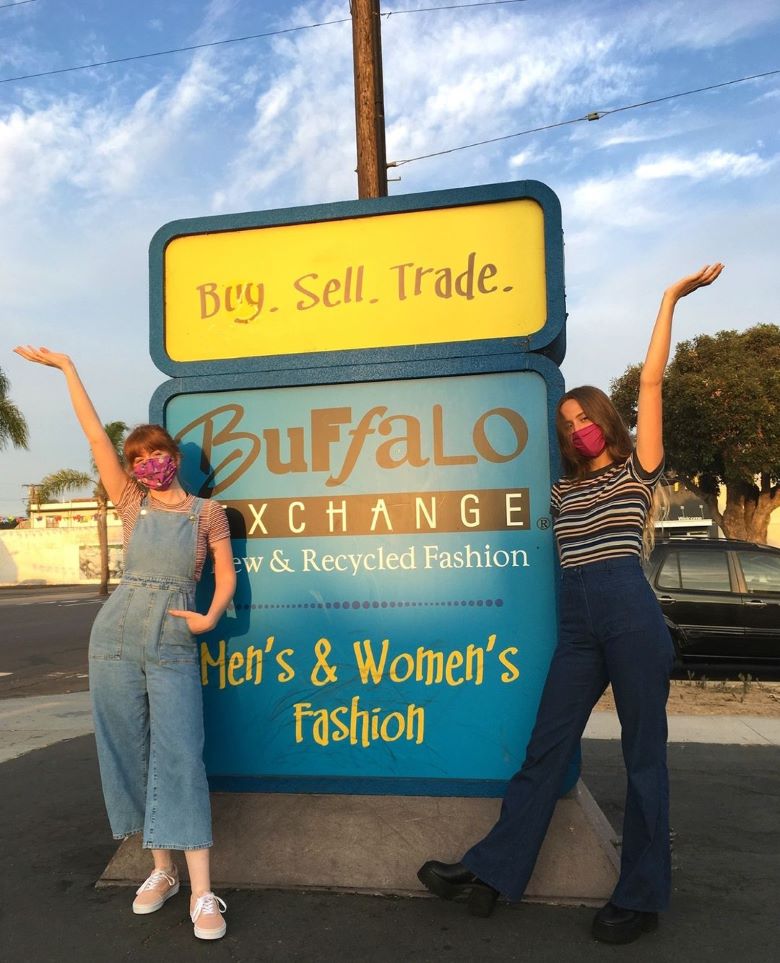 Buy. Sell. Trade.
BuffaLO
XCHANGE ®
ew & Recycled Fashion
Men's & Women's
Fashion